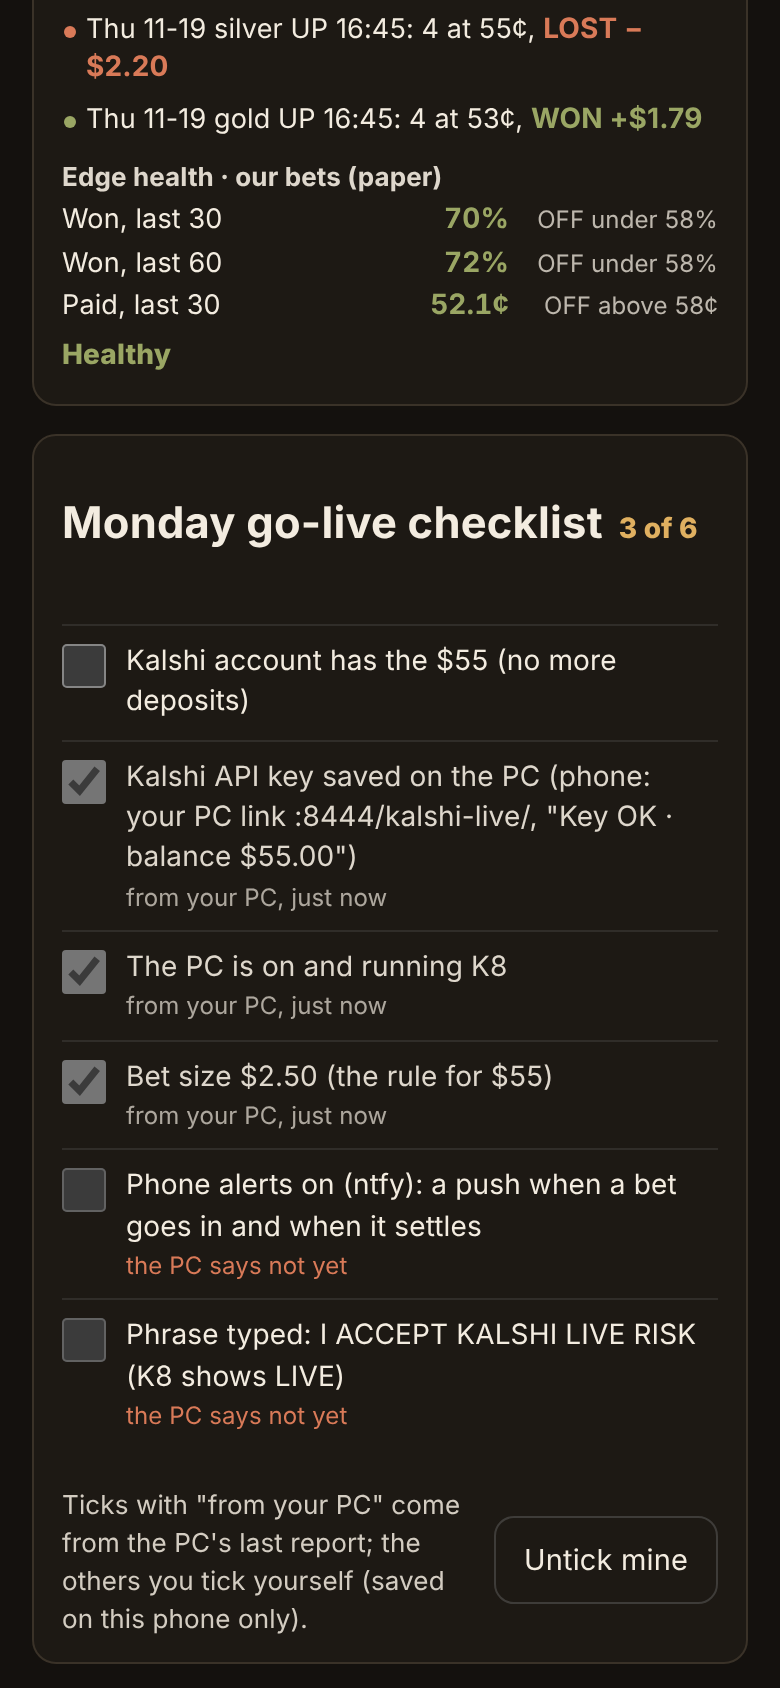 Thu 11-19 silver UP 16:45: 4 at 55¢, LOST −
$2.20
Thu 11-19 gold UP 16:45: 4 at 53¢, WON +$1.79
Edge health · our bets (paper)
Won, last 30 70% OFF under 58%
Won, last 60 72% OFF under 58%
Paid, last 30 52.1¢ OFF above 58¢
Healthy
Monday go-live checklist 3 of 6
Kalshi account has the $55 (no more
deposits)
Kalshi API key saved on the PC (phone:
your PC link :8444/kalshi-live/, "Key OK ·
balance $55.00")
from your PC, just now
The PC is on and running K8
from your PC, just now
Bet size $2.50 (the rule for $55)
from your PC, just now
Phone alerts on (ntfy): a push when a bet
goes in and when it settles
the PC says not yet
Phrase typed: I ACCEPT KALSHI LIVE RISK
(K8 shows LIVE)
the PC says not yet
Ticks with "from your PC" come
from the PC's last report; the
others you tick yourself (saved
on this phone only).
Untick mine